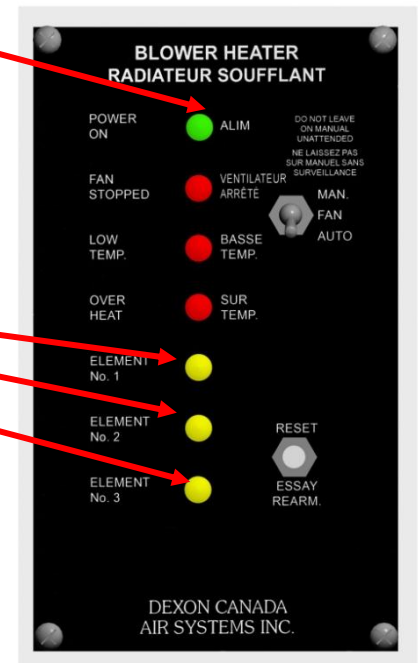 BLOWER HEATER
RADIATEUR SOUFFLANT
POWER
ON
ALIM
DO NOT LEAVE
ON MANUAL
UNATTENDED
NE LAISSEZ PAS
SUR MANUEL SANS
SURVEILLANCE
FAN
STOPPED
VENTILATEUR
ARRÉTÉ
MAN.
FAN
AUTO
LOW
TEMP.
BASSE
TEMP.
OVER
HEAT
SUR
TEMP.
ELEMENT
No. 1
ELEMENT
No. 2
RESET
ELEMENT
No. 3
ESSAY
REARM.
DEXON CANADA
AIR SYSTEMS INC.